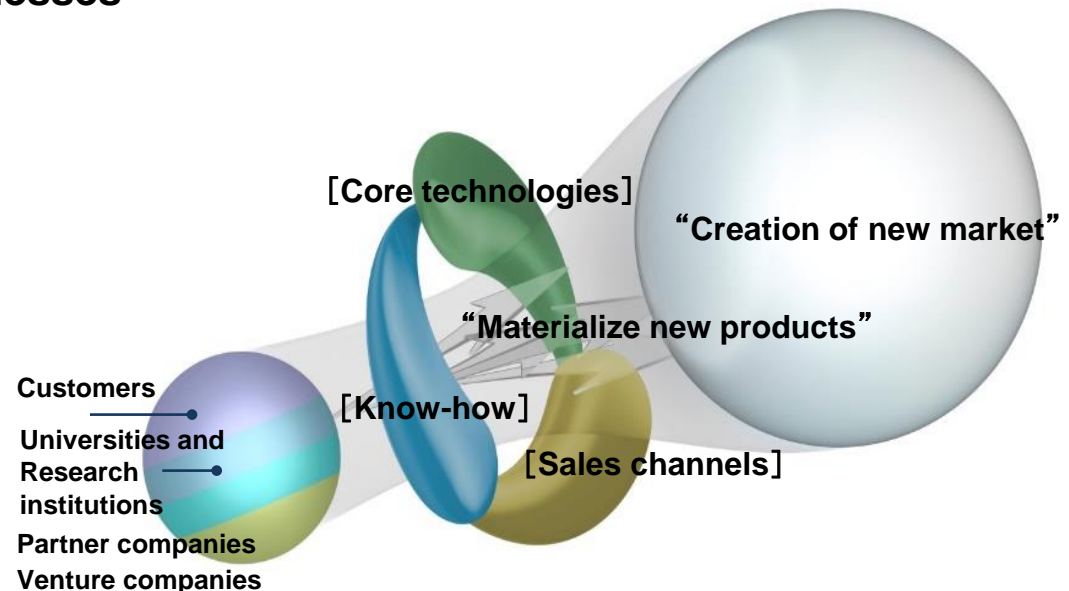 [Core technologies]
“Creation of new market”
“Materialize new products”
Customers
[Know-how]
Universities and
Research
institutions
[Sales channels]
Partner companies
Venture companies